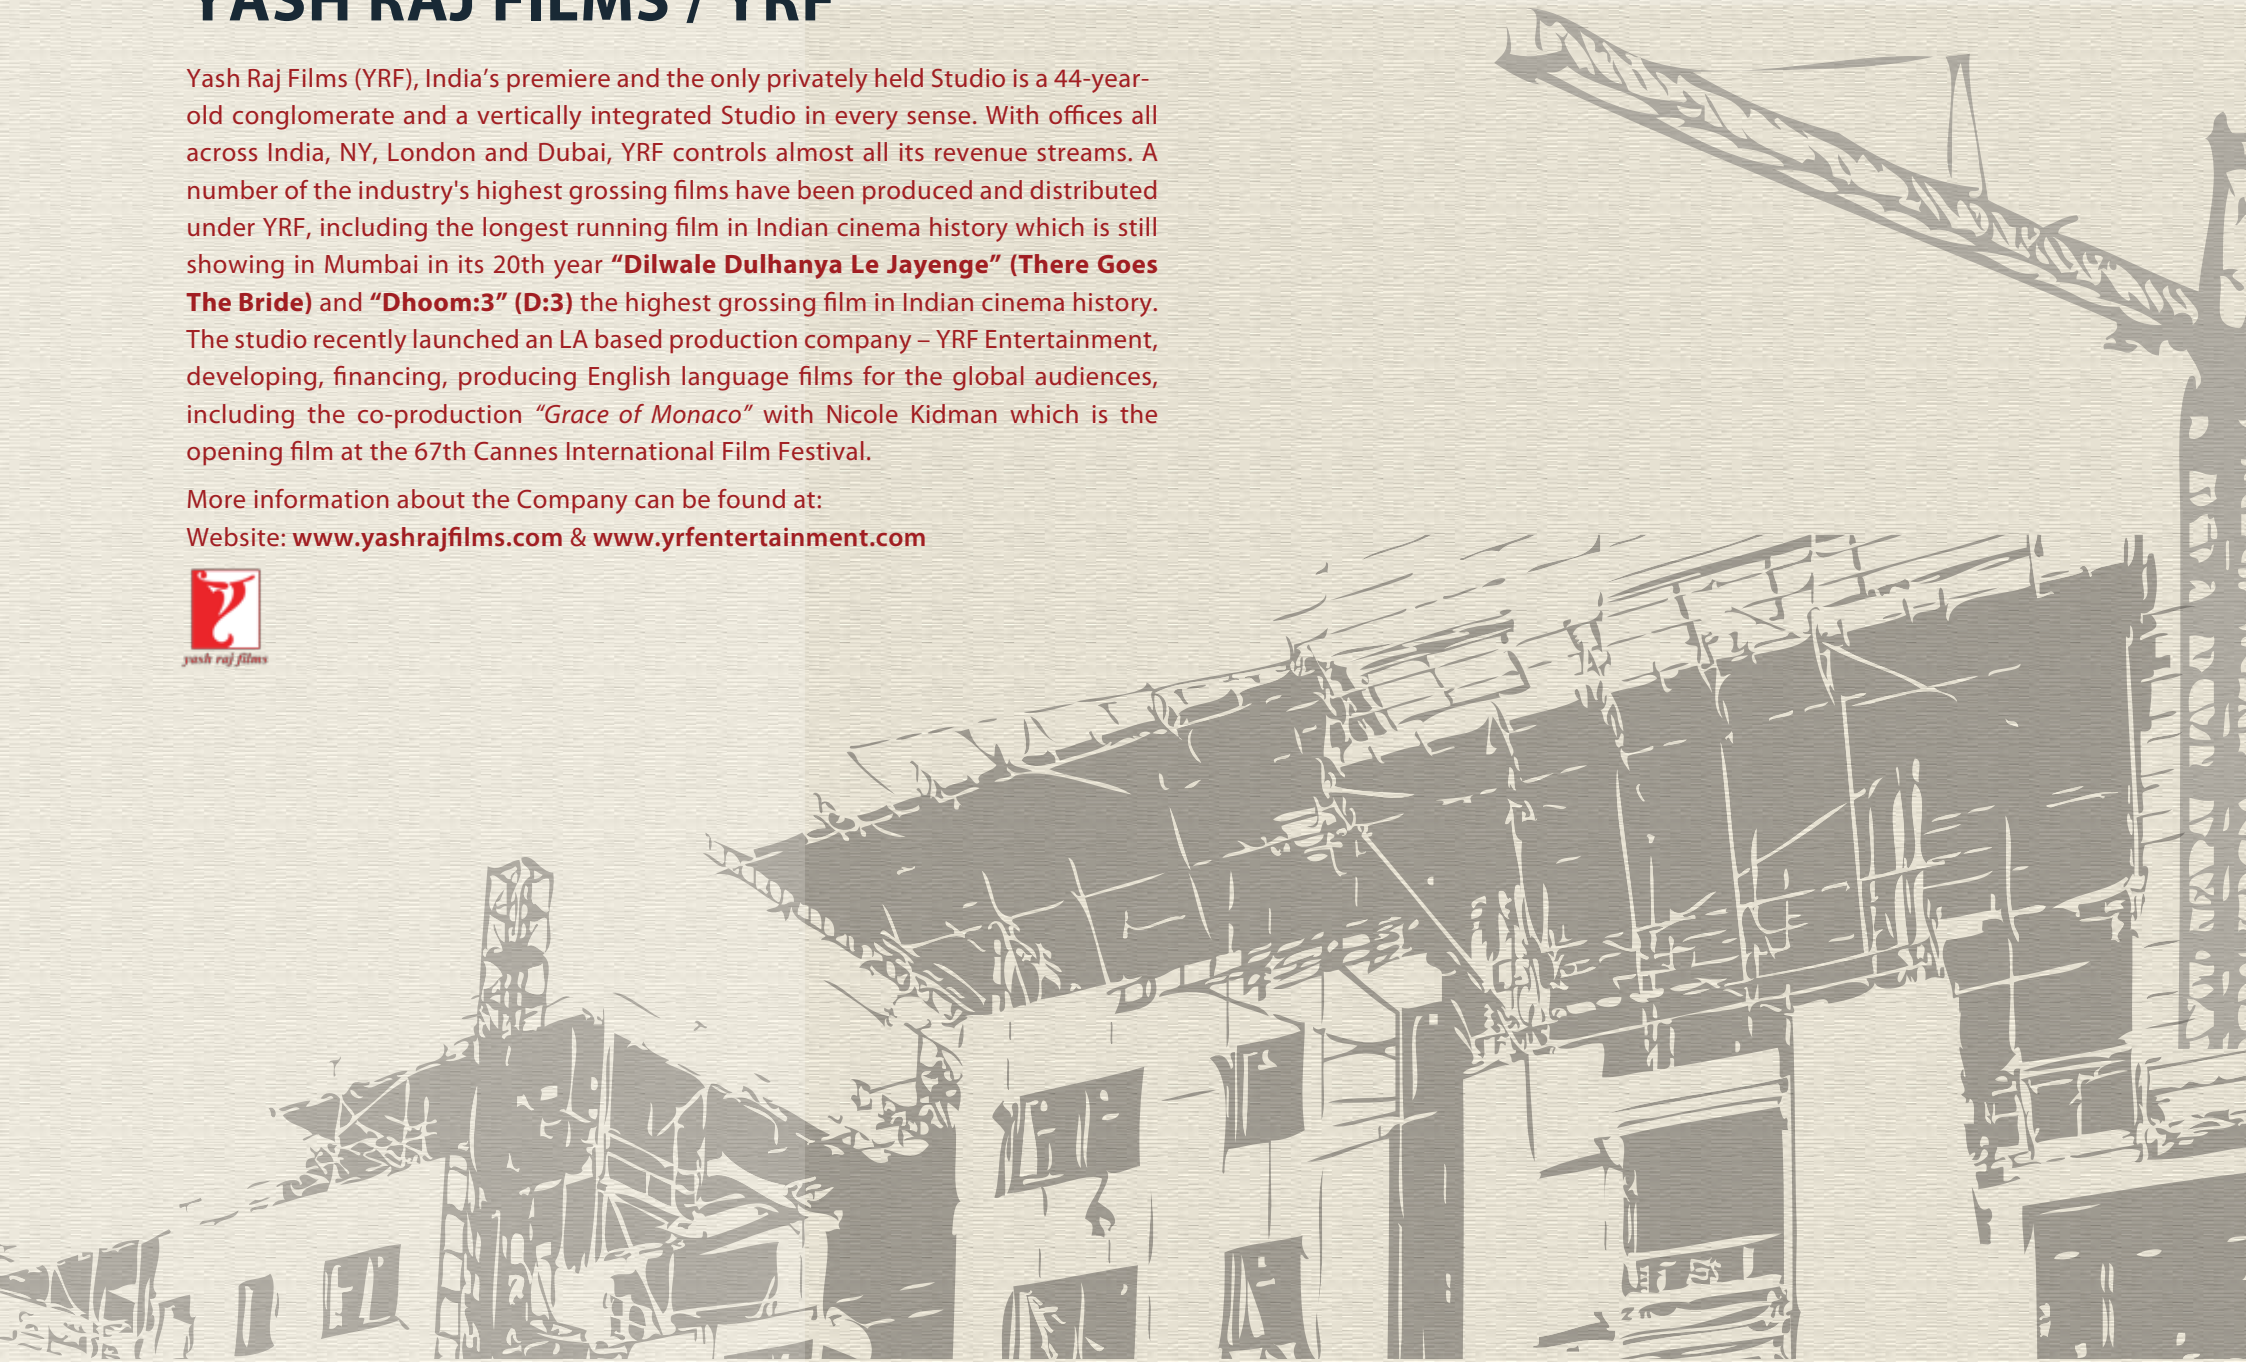 YASH RAJ FILMS / YRF
Yash Raj Films (YRF), India’s premiere and the only privately held Studio is a 44-year-
old conglomerate and a vertically integrated Studio in every sense. With offices all
across India, NY, London and Dubai, YRF controls almost all its revenue streams. A
number of the industry's highest grossing films have been produced and distributed
under YRF, including the longest running film in Indian cinema history which is still
showing in Mumbai in its 20th year “Dilwale Dulhanya Le Jayenge” (There Goes
The Bride) and “Dhoom:3” (D:3) the highest grossing film in Indian cinema history.
The studio recently launched an LA based production company – YRF Entertainment,
developing, financing, producing English language films for the global audiences,
including the co-production “Grace of Monaco” with Nicole Kidman which is the
opening film at the 67th Cannes International Film Festival.
More information about the Company can be found at:
Website: www.yashrajfilms.com & www.yrfentertainment.com
yash raj films